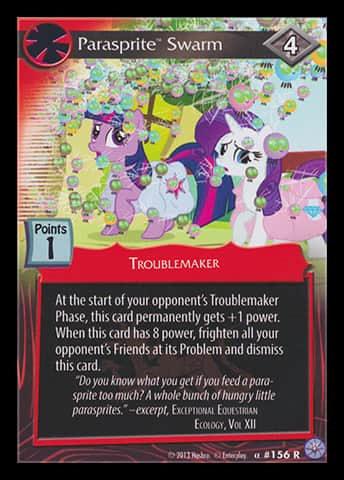 Parasprite™ Swarm
4
Points
1
TROUBLEMAKER
At the start of your opponent's Troublemaker
Phase, this card permanently gets +1 power.
When this card has 8 power, frighten all your
opponent's Friends at its Problem and dismiss
this card.
"Do you know what you get if you feed a para-
sprite too much? A whole bunch of hungry little
parasprites." –excerpt, EXCEPTIONAL EQUESTRIAN
ECOLOGY, VOL XII
© 2013 Hasbro. © Enterplay. α #156 R